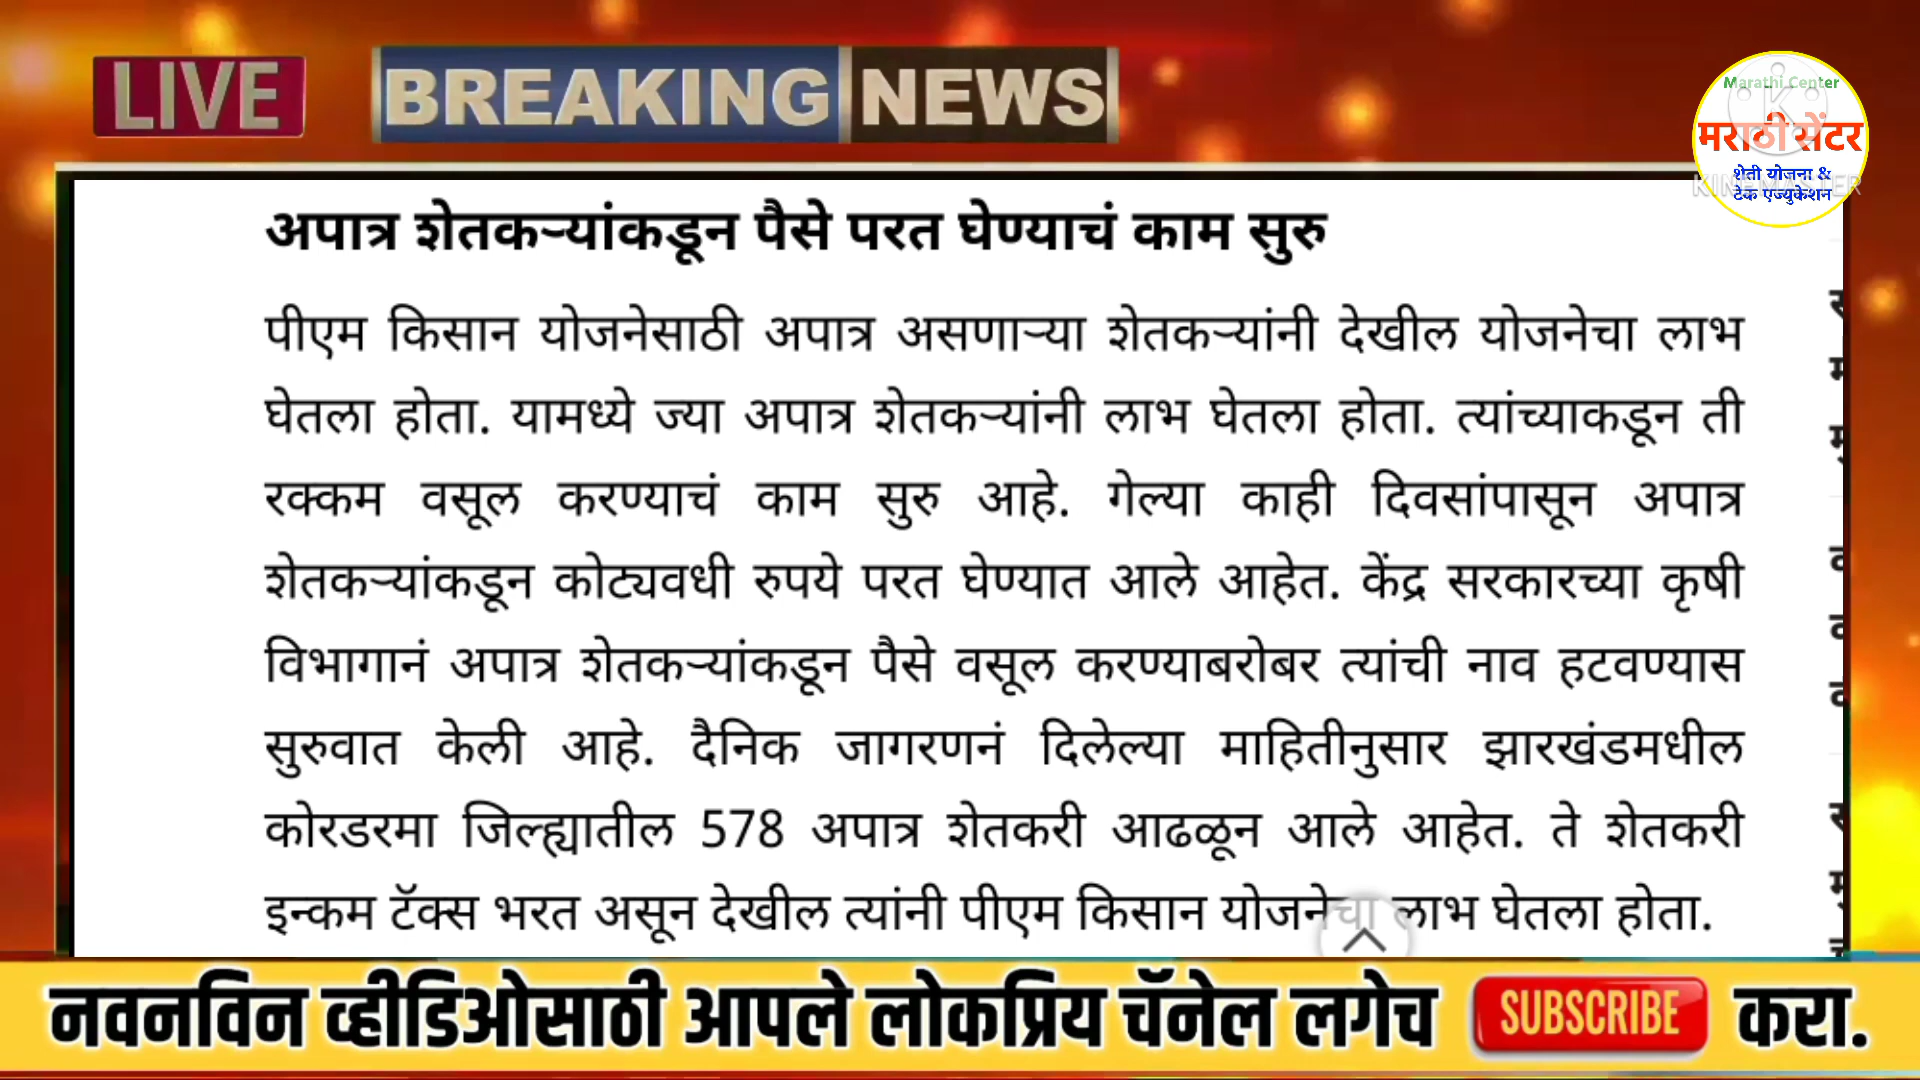 LIVE BREAKING NEWS
Marathi Center
मराठी सेंटर
शेती योजना &
टेक एज्युकेशन
KINEMASTER
अपात्र शेतकऱ्यांकडून पैसे परत घेण्याचं काम सुरु
पीएम किसान योजनेसाठी अपात्र असणाऱ्या शेतकऱ्यांनी देखील योजनेचा लाभ
घेतला होता. यामध्ये ज्या अपात्र शेतकऱ्यांनी लाभ घेतला होता. त्यांच्याकडून ती
रक्कम वसूल करण्याचं काम सुरु आहे. गेल्या काही दिवसांपासून अपात्र
शेतकऱ्यांकडून कोट्यवधी रुपये परत घेण्यात आले आहेत. केंद्र सरकारच्या कृषी
विभागानं अपात्र शेतकऱ्यांकडून पैसे वसूल करण्याबरोबर त्यांची नाव हटवण्यास
सुरुवात केली आहे. दैनिक जागरणनं दिलेल्या माहितीनुसार झारखंडमधील
कोरडरमा जिल्ह्यातील 578 अपात्र शेतकरी आढळून आले आहेत. ते शेतकरी
इन्कम टॅक्स भरत असून देखील त्यांनी पीएम किसान योजनेचा लाभ घेतला होता.
नवनविन व्हीडिओसाठी आपले लोकप्रिय चॅनेल लगेच SUBSCRIBE करा.